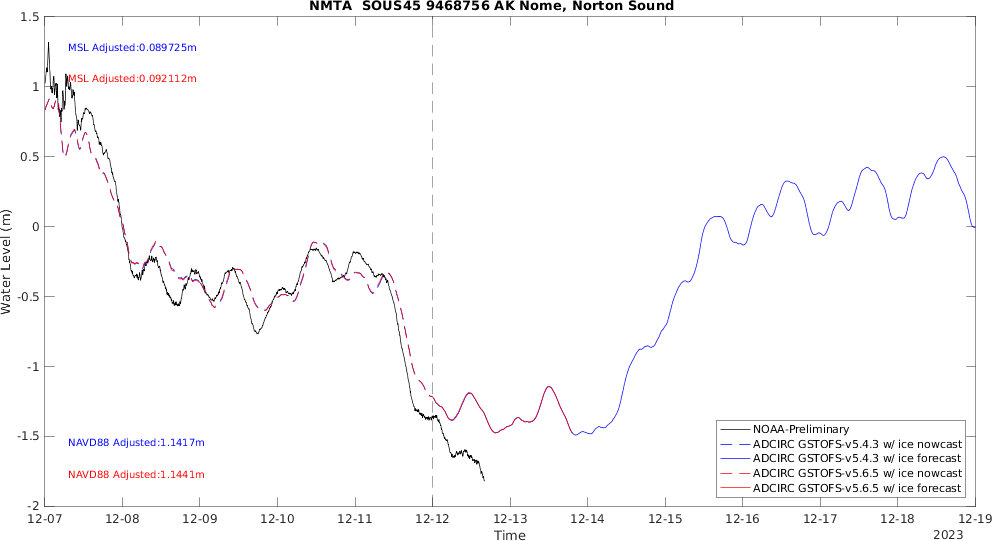 NMTA SOUS45 9468756 AK Nome, Norton Sound
MSL Adjusted:0.089725m
MSL Adjusted:0.092112m
NAVD88 Adjusted:1.1417m
NAVD88 Adjusted:1.1441m
Water Level (m)
1.5
1
0.5
0
-0.5
-1
-1.5
-2
NOAA-Preliminary
ADCIRC GSTOFS-v5.4.3 w/ ice nowcast
ADCIRC GSTOFS-v5.4.3 w/ ice forecast
ADCIRC GSTOFS-v5.6.5 w/ ice nowcast
ADCIRC GSTOFS-v5.6.5 w/ ice forecast
12-07 12-08 12-09 12-10 12-11 12-12 12-13 12-14 12-15 12-16 12-17 12-18 12-19
Time
2023